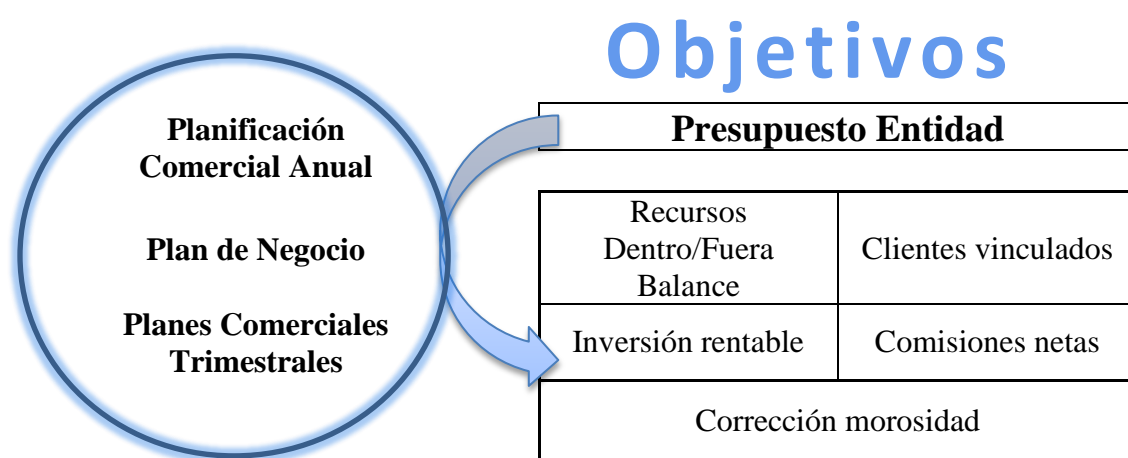 Objetivos
Planificación
Comercial Anual
Plan de Negocio
Planes Comerciales
Trimestrales
Presupuesto Entidad
Recursos
Dentro/Fuera
Balance
Clientes vinculados
Inversión rentable
Comisiones netas
Corrección morosidad